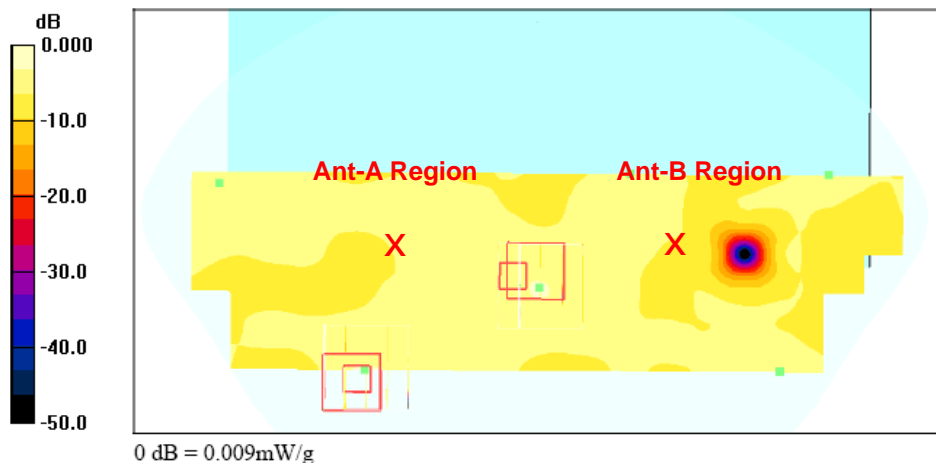 dB
0.000
Ant-A Region
Ant-B Region
-10.0
-20.0
X
X
-30.0
-40.0
-50.0
0 dB = 0.009mW/g